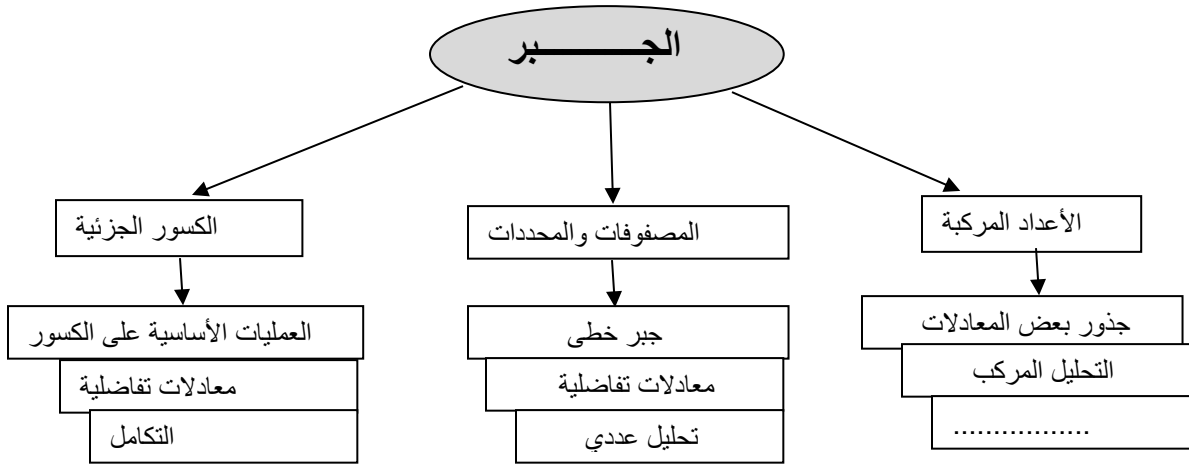 الجبر
الأعداد المركبة
المصفوفات والمحددات
الكسور الجزئية
جذور بعض المعادلات
التحليل المركب
.................
جبر خطى
معادلات تفاضلية
تحليل عددي
العمليات الأساسية على الكسور
معادلات تفاضلية
التكامل